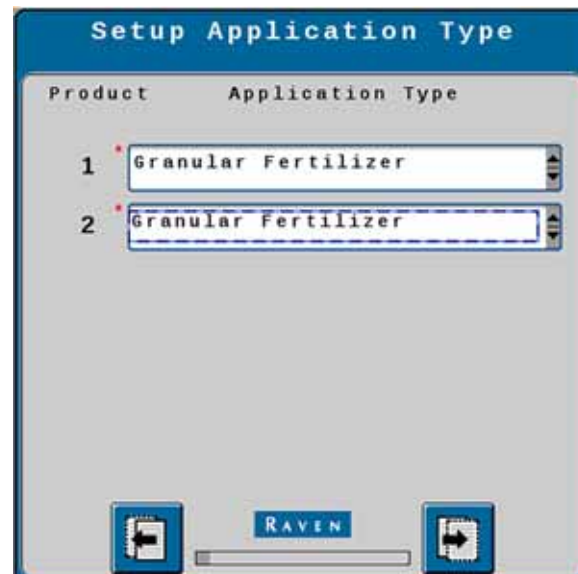 Setup Application Type
Product Application Type
1 * Granular Fertilizer
2 * Granular Fertilizer
RAVEN